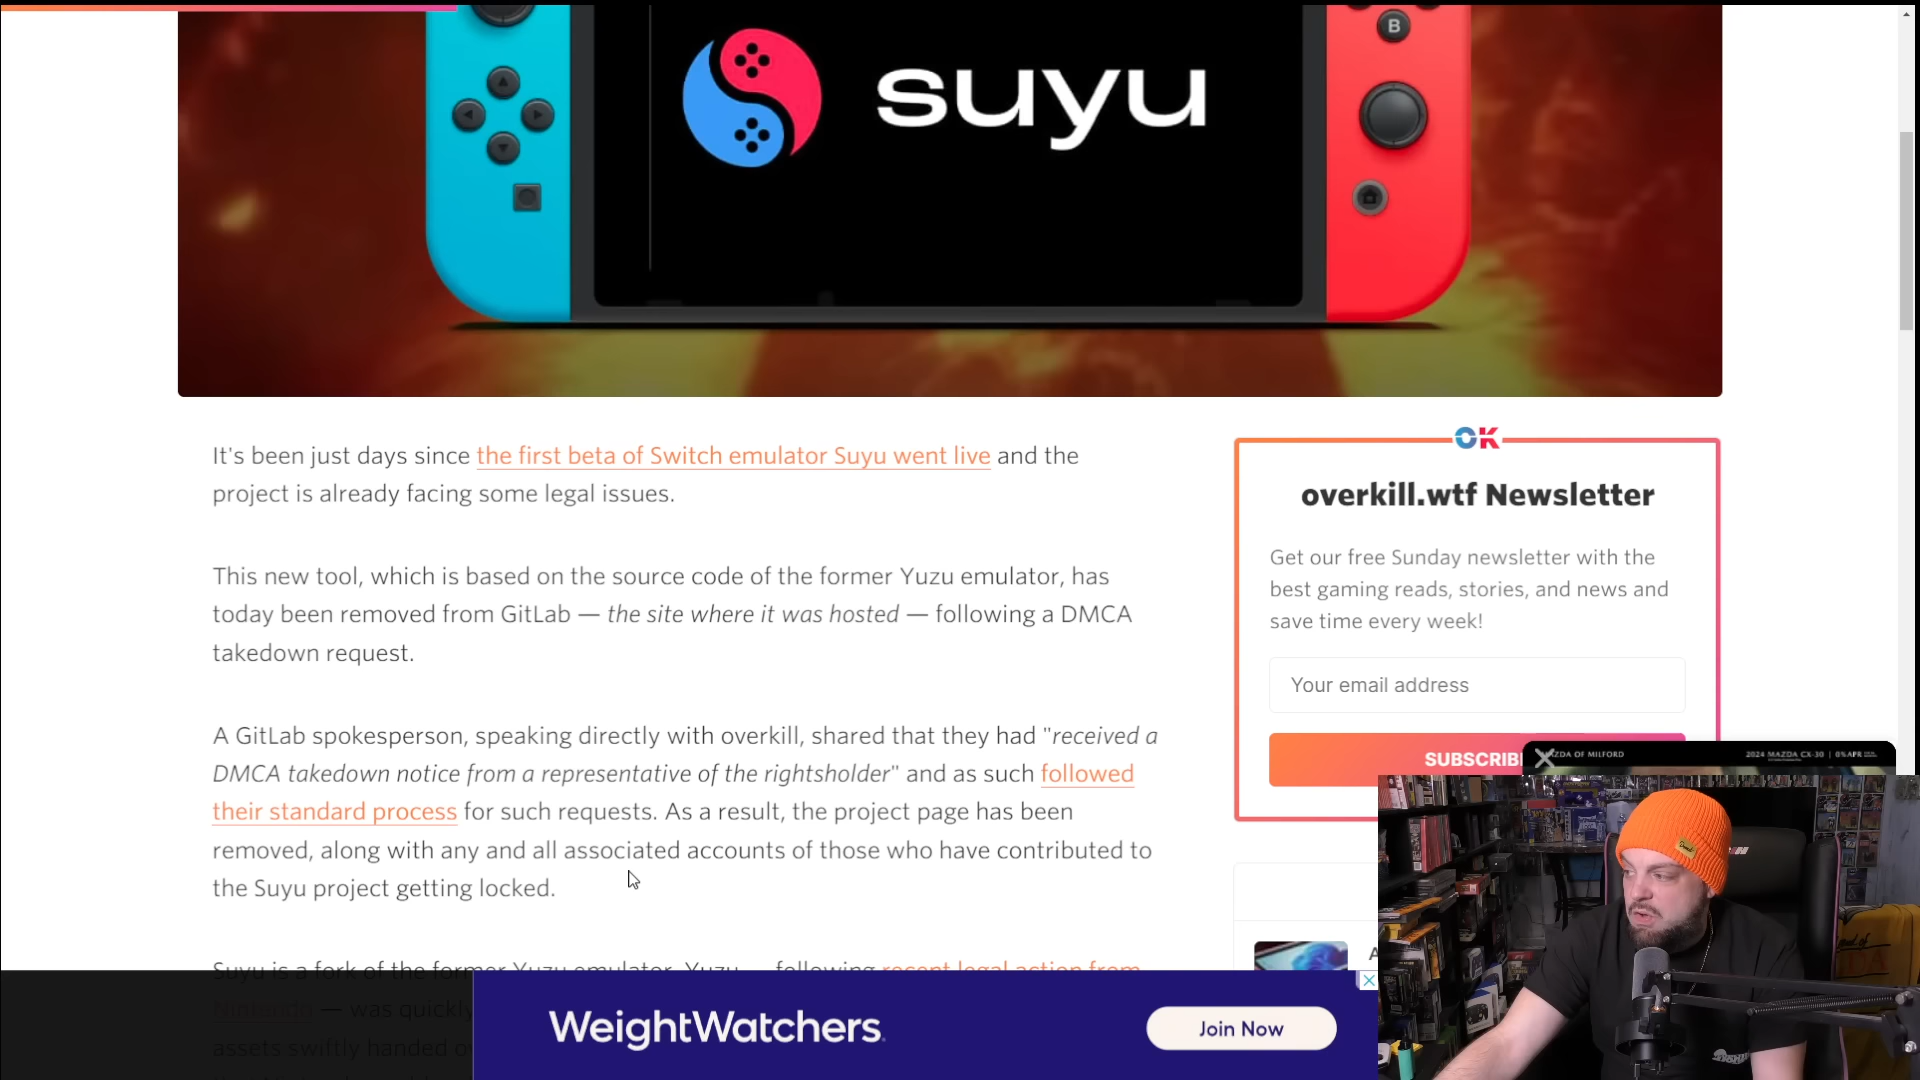 B
suyu
It's been just days since the first beta of Switch emulator Suyu went live and the
project is already facing some legal issues.
This new tool, which is based on the source code of the former Yuzu emulator, has
today been removed from GitLab — the site where it was hosted — following a DMCA
takedown request.
A GitLab spokesperson, speaking directly with overkill, shared that they had "received a
DMCA takedown notice from a representative of the rightsholder" and as such followed
their standard process for such requests. As a result, the project page has been
removed, along with any and all associated accounts of those who have contributed to
the Suyu project getting locked.
Suyu is a fork of the former Yuzu emulator. Yuzu — following recent legal action from
Nintendo — was quickly
assets swiftly handed
OK
overkill.wtf Newsletter
Get our free Sunday newsletter with the
best gaming reads, stories, and news and
save time every week!
Your email address
SUBSCRIB
MAZDA OF MILFORD
2024 MAZDA CX-30 | 0% APR
A
WeightWatchers
Join Now